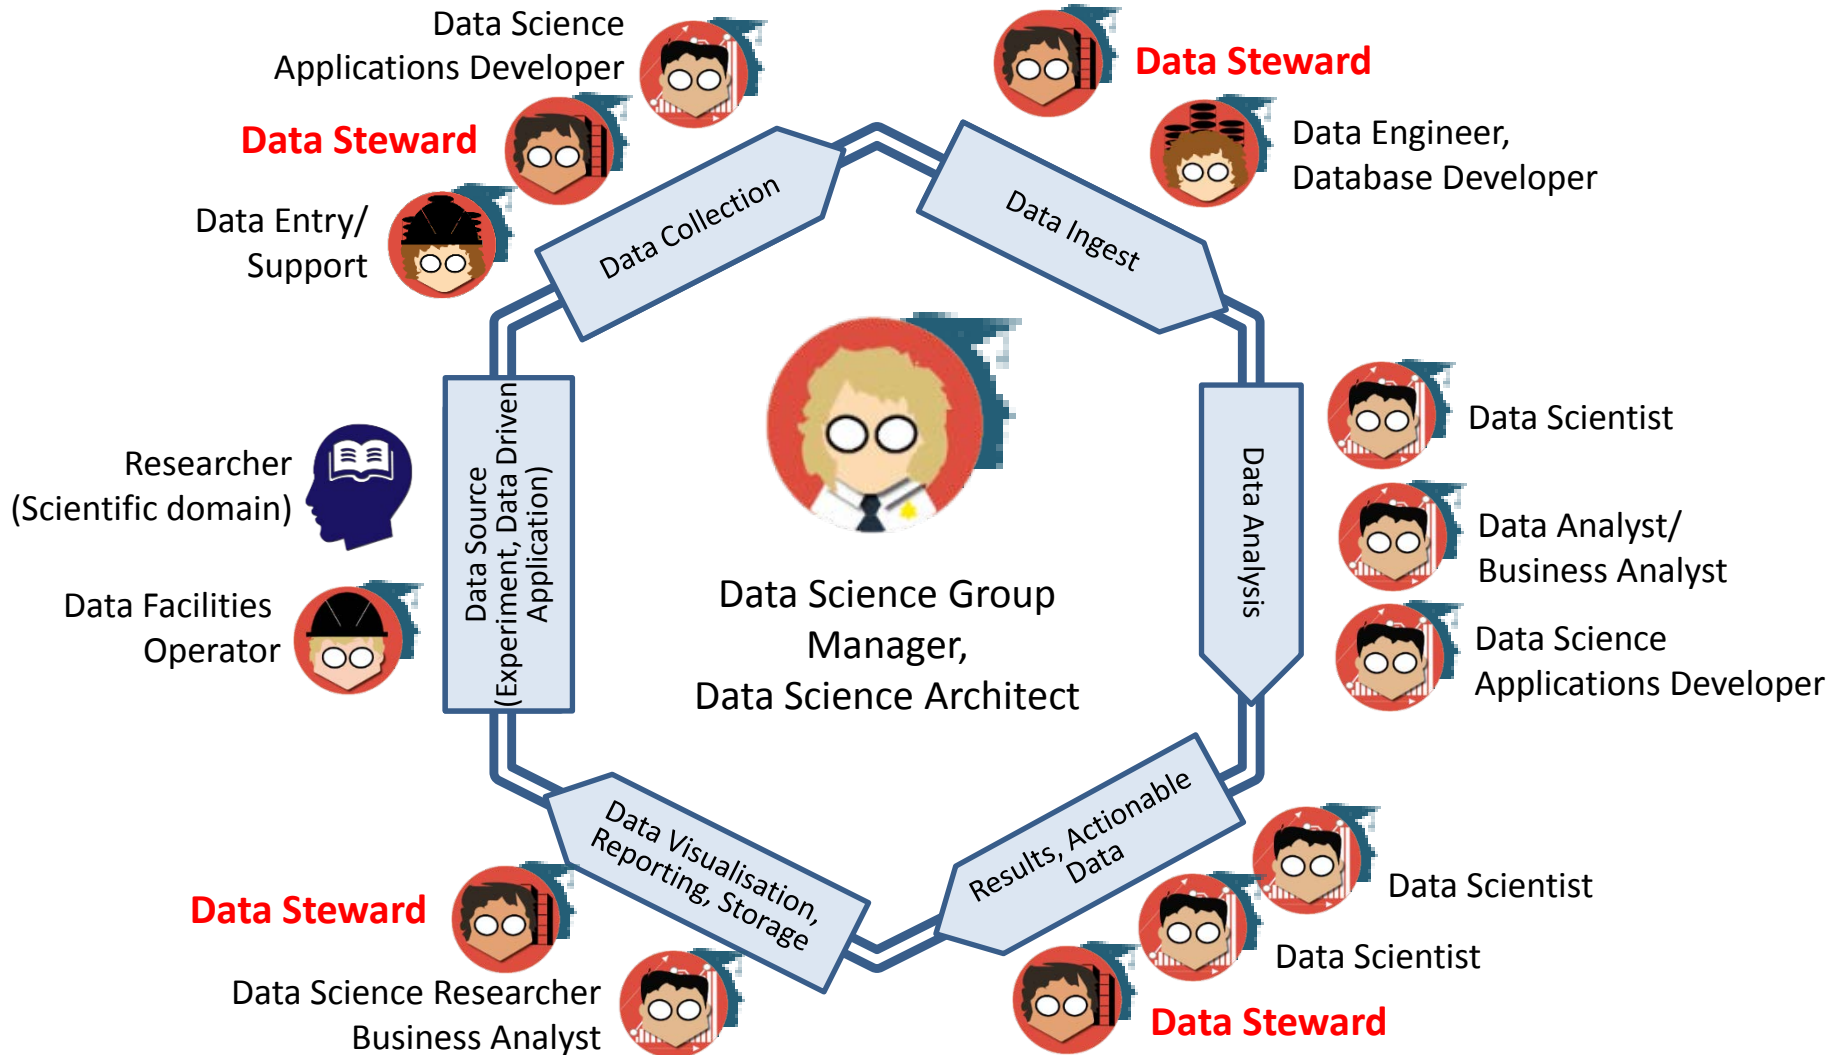 Data Science
Applications Developer
Data Steward
Data Entry/
Support
Data Steward
Data Engineer,
Database Developer
Data Collection
Data Ingest
Researcher
(Scientific domain)
Data Facilities
Operator
Data Source
(Experiment, Data Driven
Application)
Data Science Group
Manager,
Data Science Architect
Data Analysis
Data Scientist
Data Analyst/
Business Analyst
Data Science
Applications Developer
Data Visualisation,
Reporting, Storage
Results, Actionable
Data
Data Scientist
Data Scientist
Data Steward
Data Steward
Data Science Researcher
Business Analyst